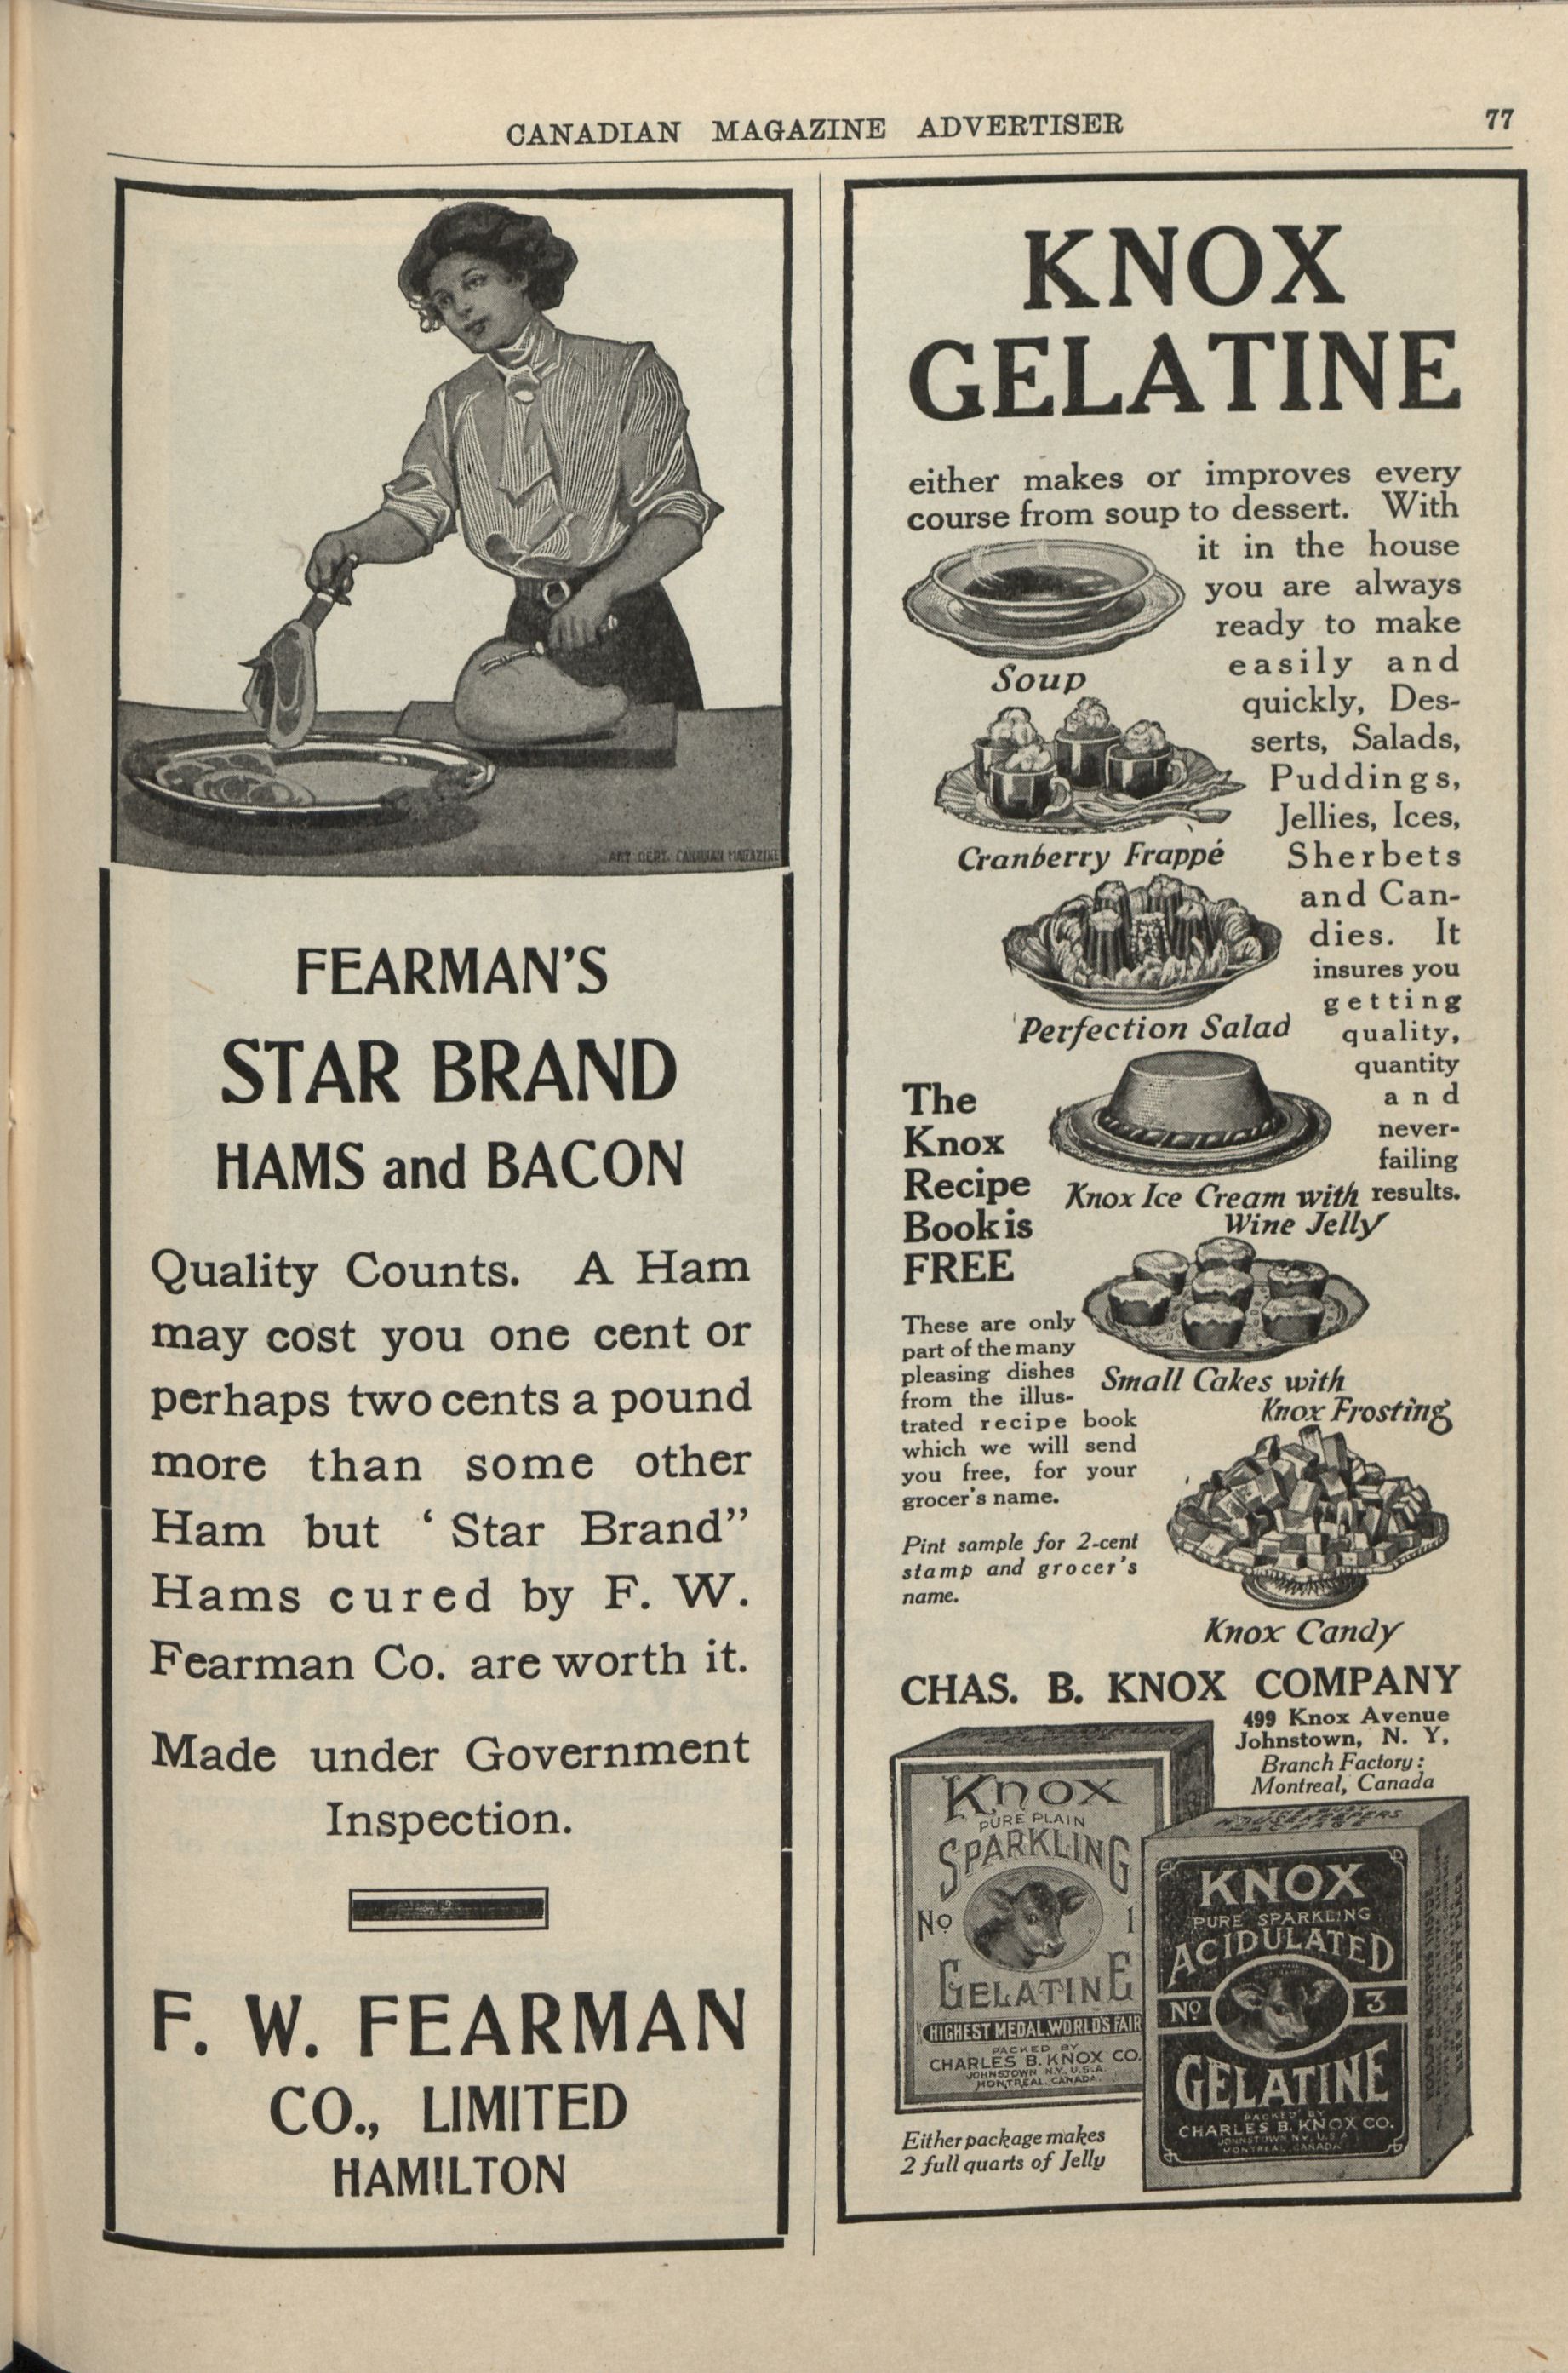 CANADIAN MAGAZINE ADVERTISER
77
ART DEPT. CANADIAN MAGAZINE
FEARMAN'S
STAR BRAND
HAMS and BACON
Quality Counts. A Ham
may cost you one cent or
perhaps two cents a pound
more than some other
Ham but ‘ Star Brand”
Hams cured by F. W.
Fearman Co. are worth it.
Made under Government
Inspection.
F. W. FEARMAN
CO., LIMITED
HAMILTON
KNOX
GELATINE
either makes or improves every
course from soup to dessert. With
it in the house
you are always
ready to make
easily and
quickly, Des-
serts, Salads,
Puddings,
Jellies, Ices,
Sherbets
and Can-
dies. It
insures you
getting
quality,
quantity
and
never-
failing
results.
Soup
Cranberry Frappé
Perfection Salad
Knox Ice Cream with
Wine Jelly
Small Cakes with
Knox Frosting
Knox Candy
The
Knox
Recipe
Book is
FREE
These are only
part of the many
pleasing dishes
from the illus-
trated recipe book
which we will send
you free, for your
grocer's name.
Pint sample for 2-cent
stamp and grocer's
name.
CHAS. B. KNOX COMPANY
499 Knox Avenue
Johnstown, N. Y,
Branch Factory:
Montreal, Canada
Knox
PURE PLAIN
SPARKLING
No 1
GELATINE
HIGHEST MEDAL WORLD'S FAIR
PACKED BY
CHARLES B. KNOX CO.
JOHNSTOWN N.Y. U.S.A.
MONTREAL, CANADA.
KNOX
PURE SPARKLING
ACIDULATED
No 3
GELATINE
PACKED BY
CHARLES B. KNOX CO.
JOHNSTOWN N.Y. U.S.A.
MONTREAL CANADA
Either package makes
2 full quarts of Jelly